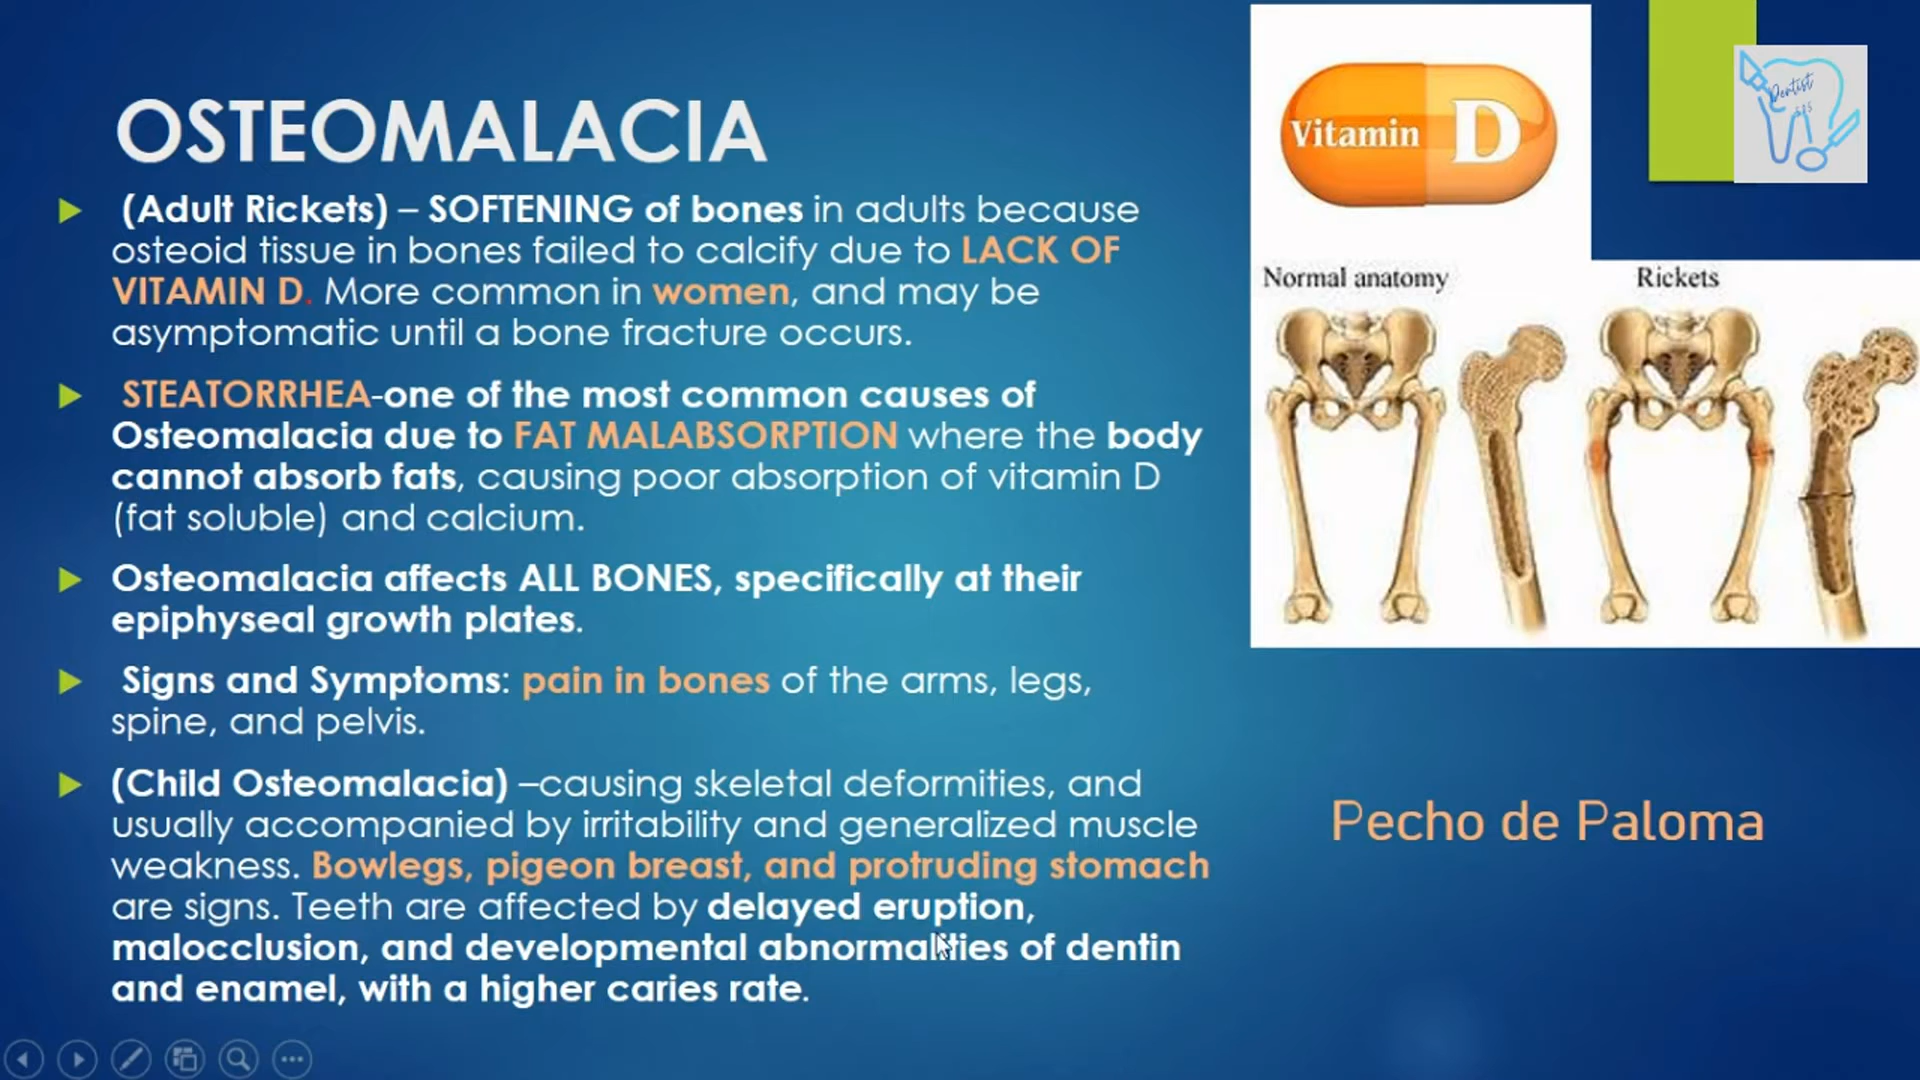 OSTEOMALACIA
(Adult Rickets) – SOFTENING of bones in adults because
osteoid tissue in bones failed to calcify due to LACK OF
VITAMIN D. More common in women, and may be
asymptomatic until a bone fracture occurs.
STEATORRHEA-one of the most common causes of
Osteomalacia due to FAT MALABSORPTION where the body
cannot absorb fats, causing poor absorption of vitamin D
(fat soluble) and calcium.
Osteomalacia affects ALL BONES, specifically at their
epiphyseal growth plates.
Signs and Symptoms: pain in bones of the arms, legs,
spine, and pelvis.
(Child Osteomalacia) –causing skeletal deformities, and
usually accompanied by irritability and generalized muscle
weakness. Bowlegs, pigeon breast, and protruding stomach
are signs. Teeth are affected by delayed eruption,
malocclusion, and developmental abnormalities of dentin
and enamel, with a higher caries rate.
Vitamin D
Dentist
Normal anatomy
Rickets
Pecho de Paloma